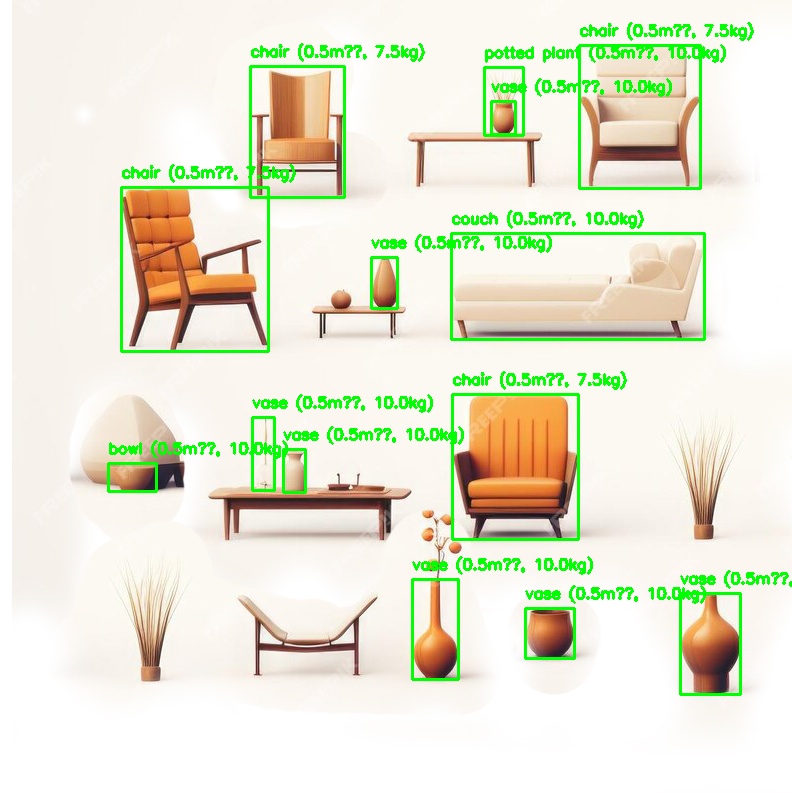 chair (0.5m??, 7.5kg)
chair (0.5m??, 7.5kg)
potted plant (0.5m??, 10.0kg)
vase (0.5m??, 10.0kg)
chair (0.5m??, 7.5kg)
couch (0.5m??, 10.0kg)
vase (0.5m??, 10.0kg)
chair (0.5m??, 7.5kg)
vase (0.5m??, 10.0kg)
vase (0.5m??, 10.0kg)
bowl (0.5m??, 10.0kg)
vase (0.5m??, 10.0kg)
vase (0.5m??,
vase (0.5m??, 10.0kg)